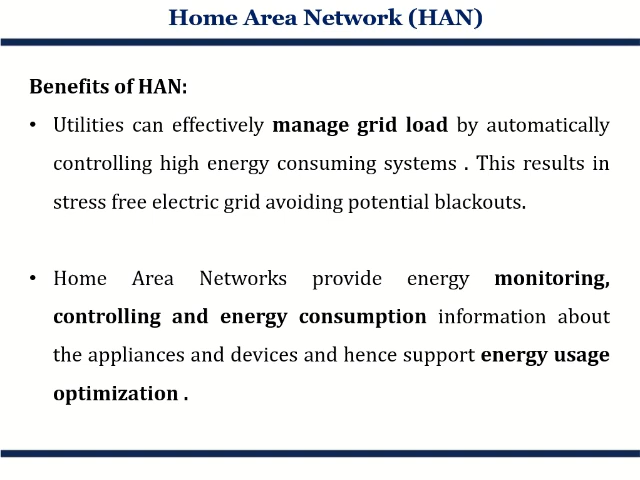 Home Area Network (HAN)
Benefits of HAN:
• Utilities can effectively manage grid load by automatically
controlling high energy consuming systems . This results in
stress free electric grid avoiding potential blackouts.
• Home Area Networks provide energy monitoring,
controlling and energy consumption information about
the appliances and devices and hence support energy usage
optimization .